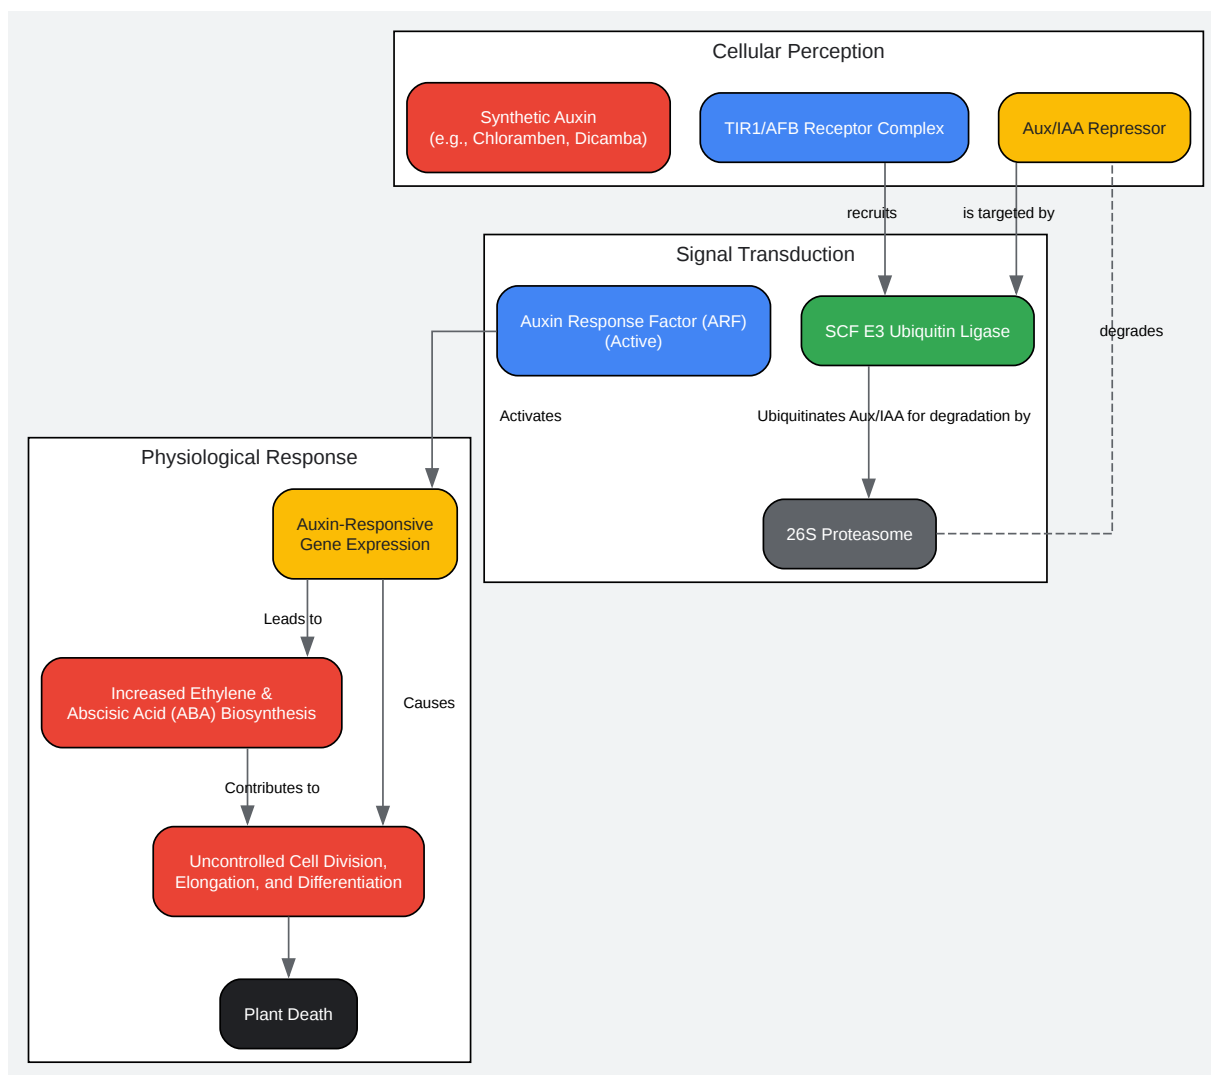 Cellular Perception
Synthetic Auxin
(e.g., Chloramben, Dicamba)
TIR1/AFB Receptor Complex
Aux/IAA Repressor
recruits
is targeted by
Signal Transduction
Auxin Response Factor (ARF)
(Active)
SCF E3 Ubiquitin Ligase
degrades
Activates
Ubiquitinates Aux/IAA for degradation by
26S Proteasome
Physiological Response
Auxin-Responsive
Gene Expression
Leads to
Increased Ethylene &
Abscisic Acid (ABA) Biosynthesis
Causes
Contributes to
Uncontrolled Cell Division,
Elongation, and Differentiation
Plant Death